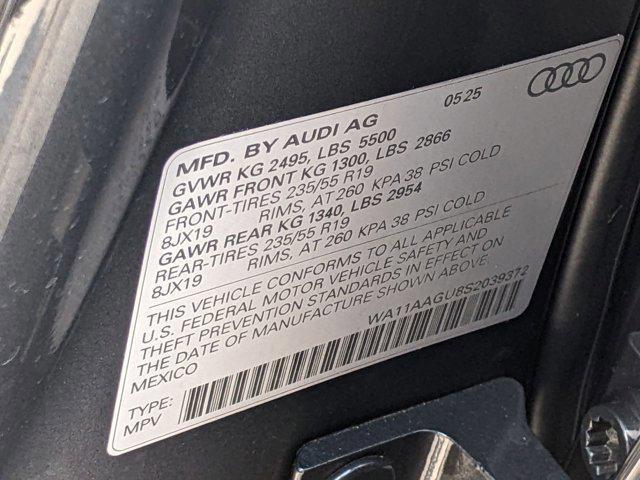 MFD. BY AUDI AG 05 25
GVWR KG 2495, LBS 5500
GAWR FRONT KG 1300, LBS 2866
FRONT-TIRES 235/55 R19
8JX19 RIMS, AT 260 KPA 38 PSI COLD
GAWR REAR KG 1340, LBS 2954
REAR-TIRES 235/55 R19
8JX19 RIMS, AT 260 KPA 38 PSI COLD
THIS VEHICLE CONFORMS TO ALL APPLICABLE
U.S. FEDERAL MOTOR VEHICLE SAFETY AND
THEFT PREVENTION STANDARDS IN EFFECT ON
THE DATE OF MANUFACTURE SHOWN ABOVE.
MEXICO WA11AAGU8S2039372
TYPE:
MPV